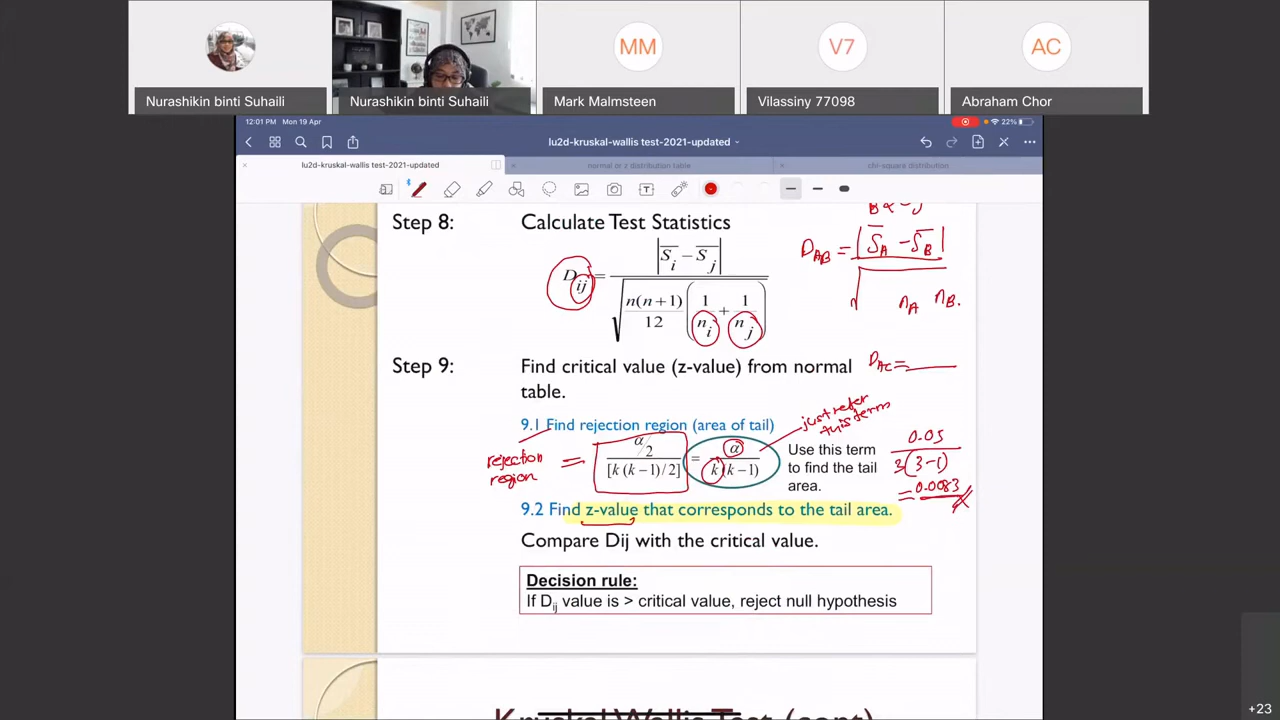 MM
V7
AC
Nurashikin binti Suhaili
Nurashikin binti Suhaili
Mark Malmsteen
Vilassiny 77098
Abraham Chor
12:01 PM Mon 19 Apr
22%
lu2d-kruskal-wallis test-2021-updated
lu2d-kruskal-wallis test-2021-updated
normal or z distribution table
chi-square distribution
Step 8: Calculate Test Statistics
D_ij = |S̄_i − S̄_j| / √( n(n+1)/12 (1/n_i + 1/n_j) )
D_AB = |S̄_A − S̄_B|
√ n_A n_B.
Step 9: Find critical value (z-value) from normal
table.
D_AC = ____
9.1 Find rejection region (area of tail)
just refer
this term
rejection
region
= α/2 / [k (k−1)/2] = α / k(k−1)
Use this term
to find the tail
area.
0.05
3(3−1)
= 0.0083
9.2 Find z-value that corresponds to the tail area.
Compare Dij with the critical value.
Decision rule:
If Dij value is > critical value, reject null hypothesis
Kruskal Wallis Test (cont)
+23